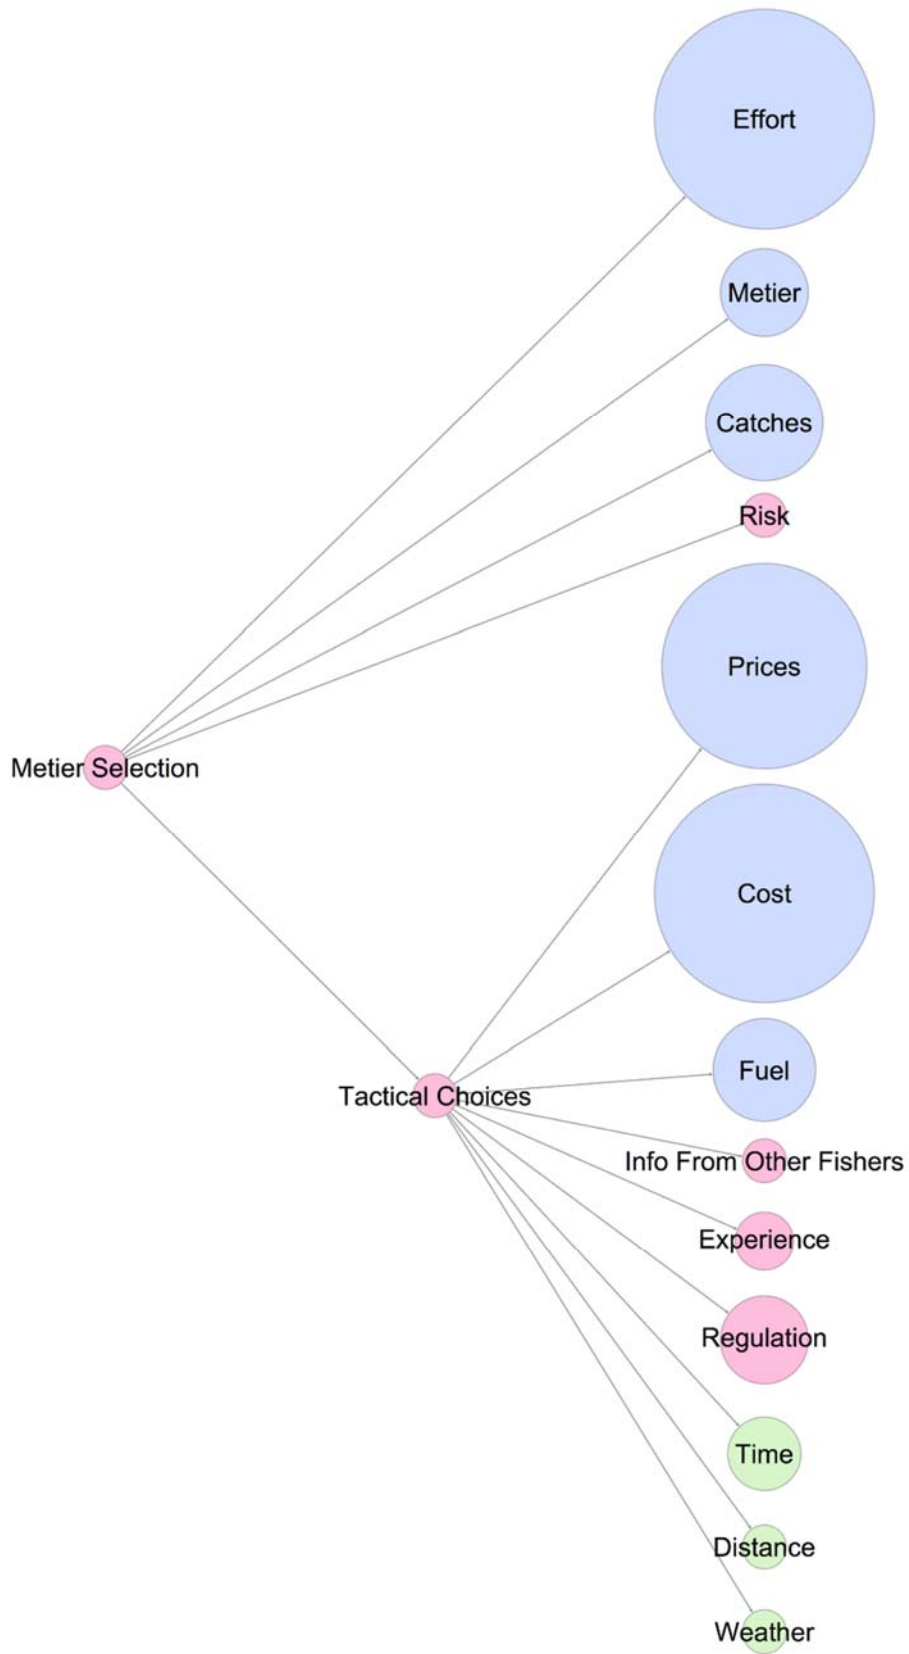 Effort
Metier
Catches
Risk
Prices
Metier Selection
Cost
Fuel
Tactical Choices
Info From Other Fishers
Experience
Regulation
Time
Distance
Weather